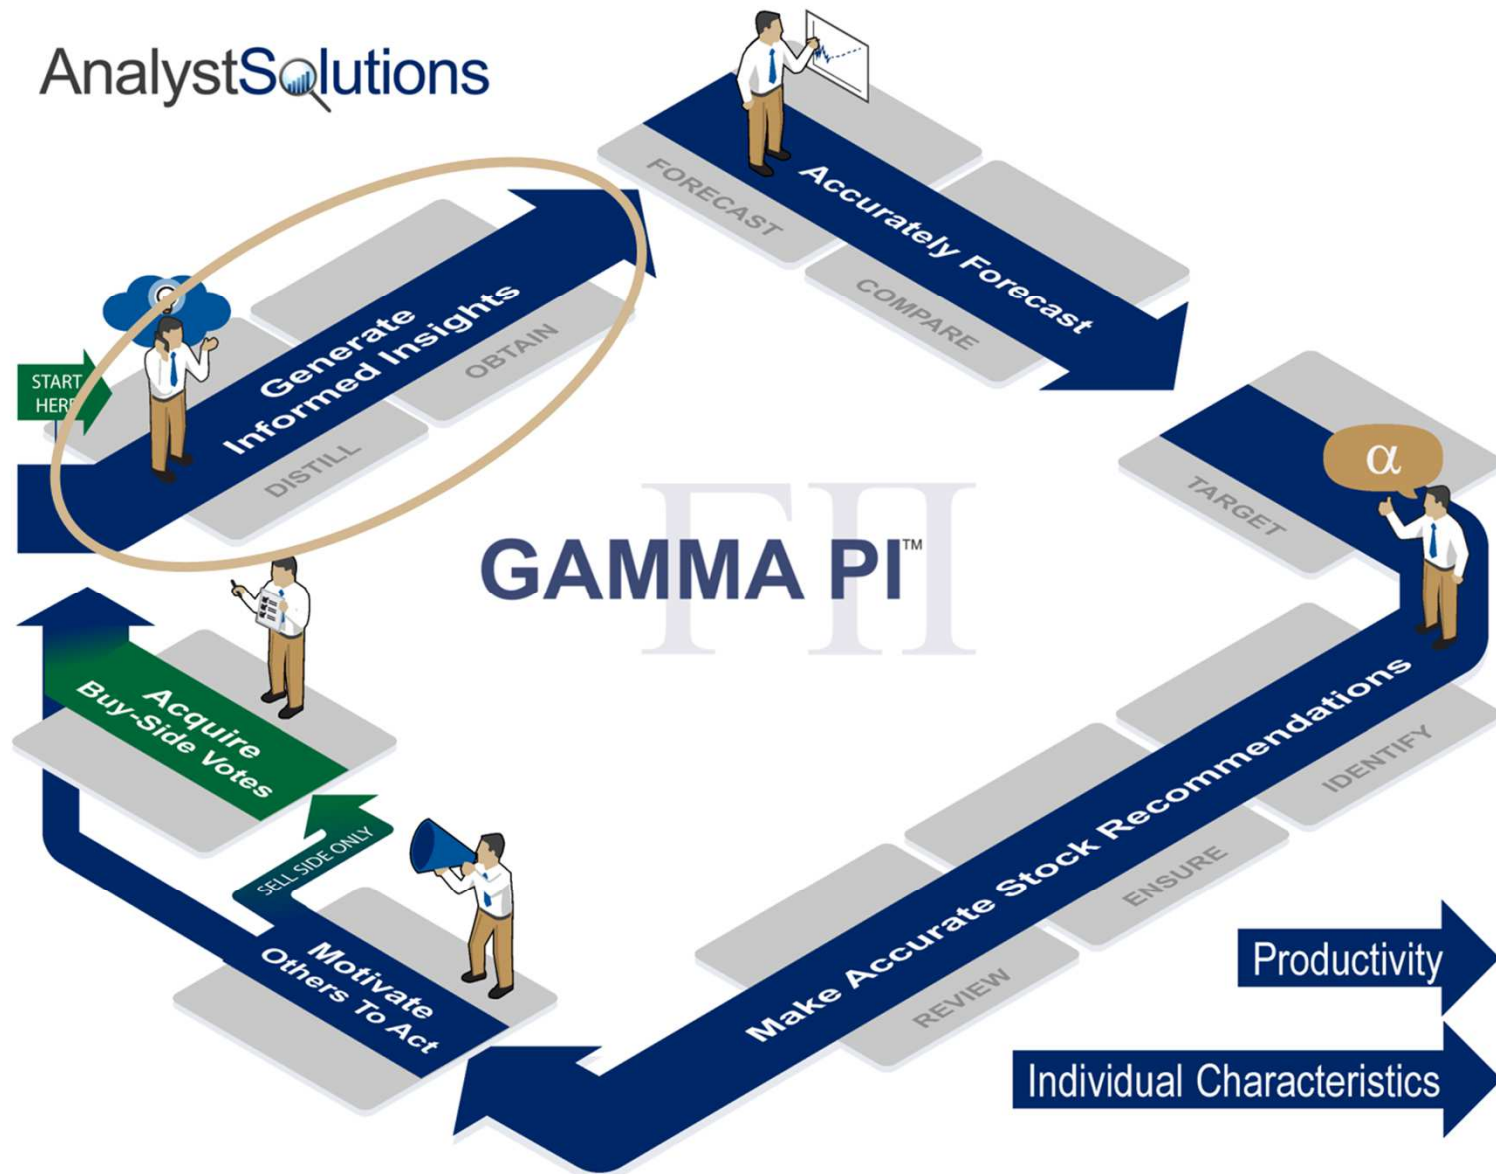 AnalystSolutions
START
HERE
Generate
Informed Insights
DISTILL
OBTAIN
Accurately Forecast
FORECAST
COMPARE
TARGET
α
ΓΠ
GAMMA PI™
Make Accurate Stock Recommendations
IDENTIFY
ENSURE
REVIEW
Acquire
Buy-Side Votes
SELL SIDE ONLY
Motivate
Others To Act
Productivity
Individual Characteristics